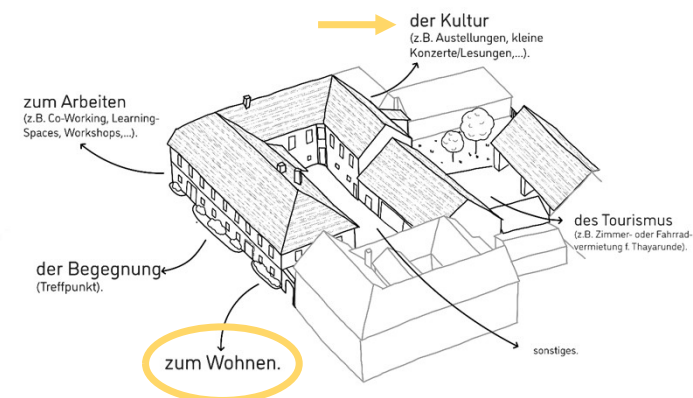 der Kultur
(z.B. Austellungen, kleine
Konzerte/Lesungen,...).
zum Arbeiten
(z.B. Co-Working, Learning-
Spaces, Workshops,...).
des Tourismus
(z.B. Zimmer- oder Fahrrad-
vermietung f. Thayarunde).
der Begegnung
(Treffpunkt).
zum Wohnen.
sonstiges.